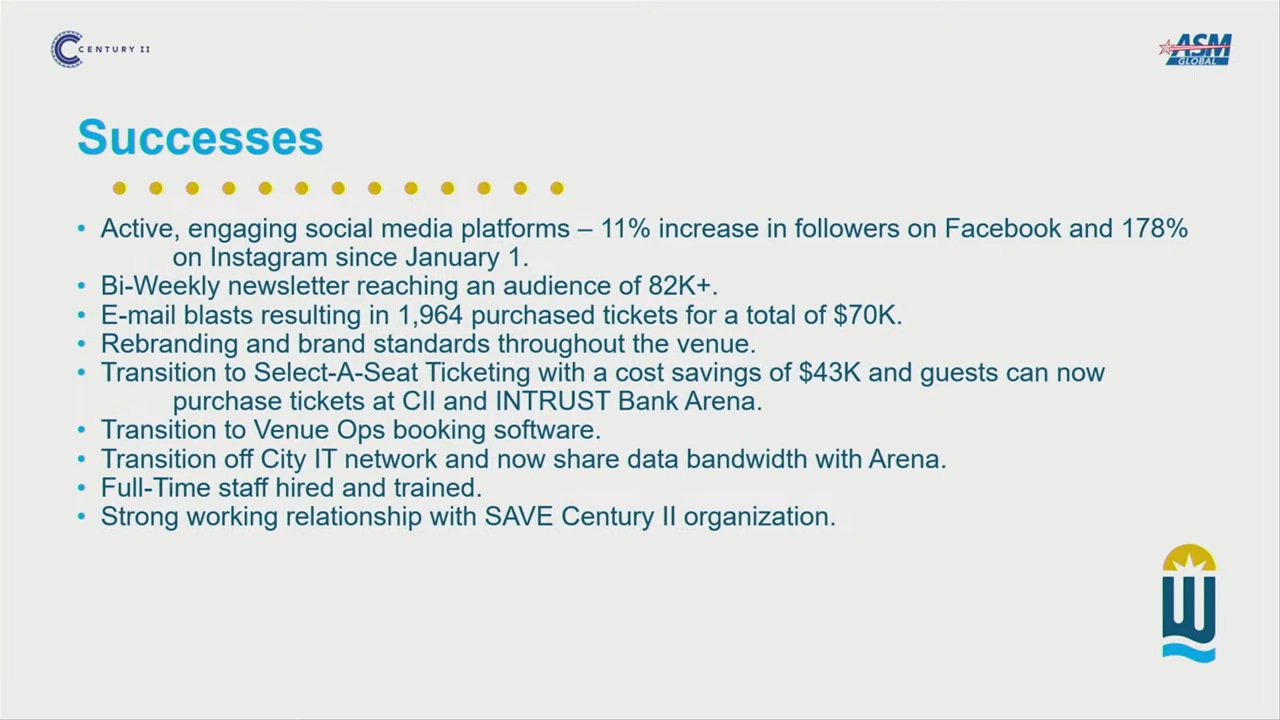 CENTURY II
ASM
GLOBAL
Successes
• Active, engaging social media platforms – 11% increase in followers on Facebook and 178%
on Instagram since January 1.
• Bi-Weekly newsletter reaching an audience of 82K+.
• E-mail blasts resulting in 1,964 purchased tickets for a total of $70K.
• Rebranding and brand standards throughout the venue.
• Transition to Select-A-Seat Ticketing with a cost savings of $43K and guests can now
purchase tickets at CII and INTRUST Bank Arena.
• Transition to Venue Ops booking software.
• Transition off City IT network and now share data bandwidth with Arena.
• Full-Time staff hired and trained.
• Strong working relationship with SAVE Century II organization.
W